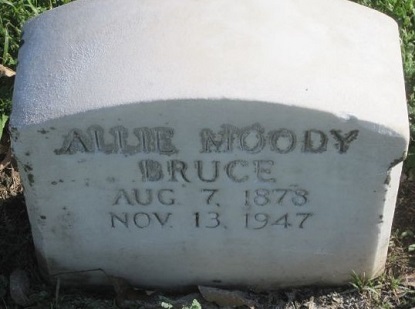 ALLIE MOODY
BRUCE
AUG 7, 1878
NOV. 13, 1947